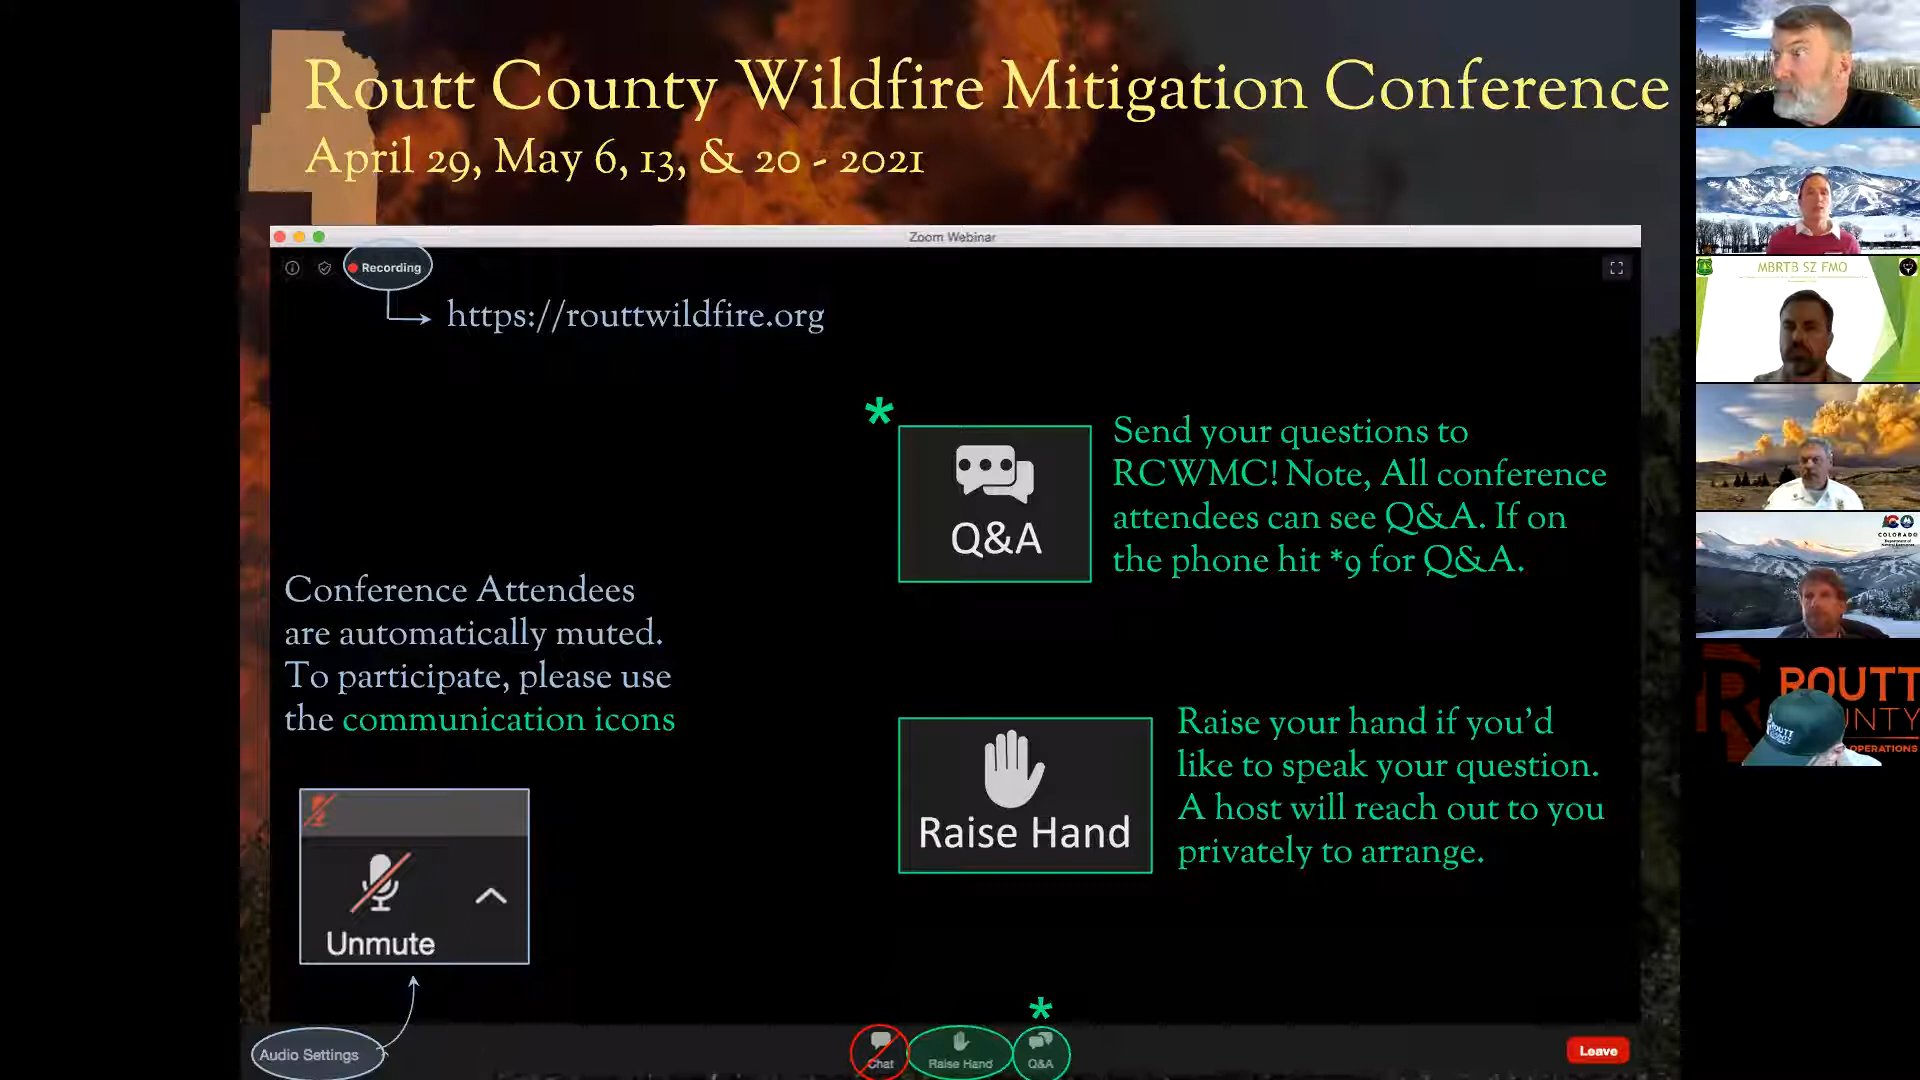 Routt County Wildfire Mitigation Conference
April 29, May 6, 13, & 20 - 2021
Zoom Webinar
Recording
https://routtwildfire.org
*
Send your questions to
RCWMC! Note, All conference
attendees can see Q&A. If on
the phone hit *9 for Q&A.
Q&A
Conference Attendees
are automatically muted.
To participate, please use
the communication icons
Raise your hand if you'd
like to speak your question.
A host will reach out to you
privately to arrange.
Raise Hand
Unmute
*
Audio Settings
Chat
Raise Hand
Q&A
Leave
MBRTB SZ FMO
COLORADO
ROUTT
UNTY
OPERATIONS
ROUTT
COUNTY